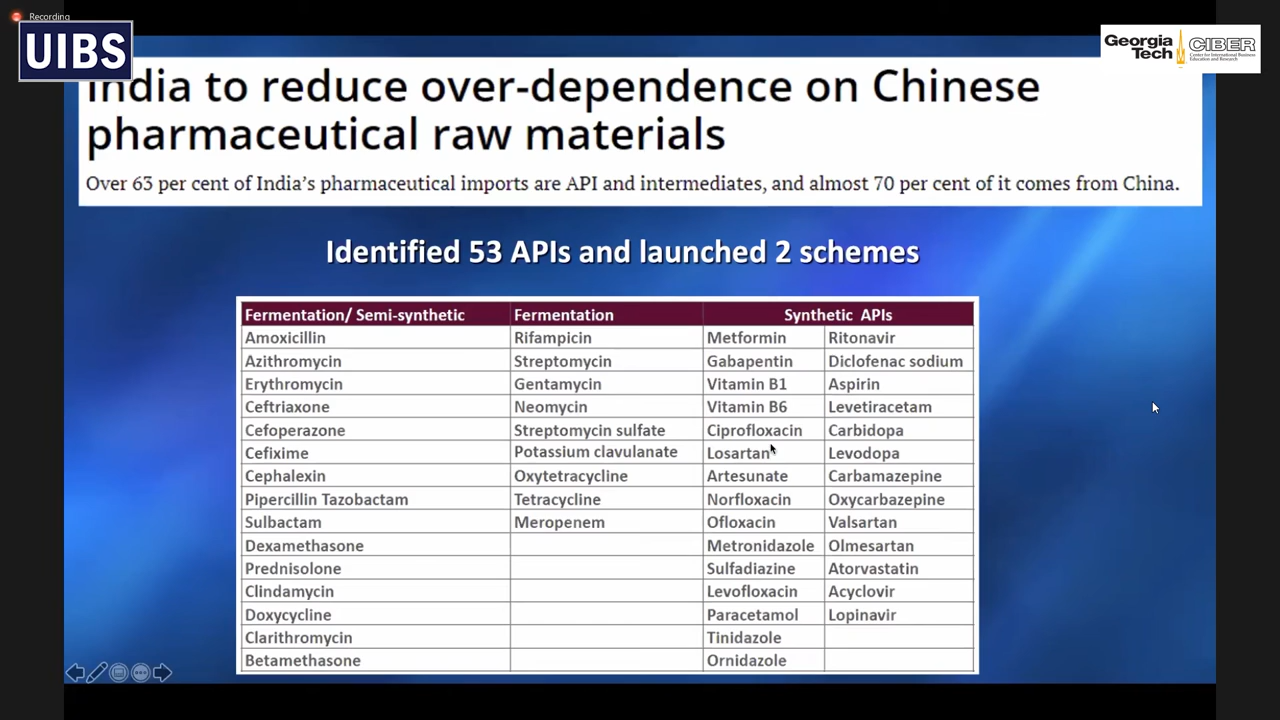 Recording
UIBS
Georgia Tech CIBER
Center for International Business Education and Research
India to reduce over-dependence on Chinese
pharmaceutical raw materials
Over 63 per cent of India's pharmaceutical imports are API and intermediates, and almost 70 per cent of it comes from China.
Identified 53 APIs and launched 2 schemes
Fermentation/ Semi-synthetic Fermentation Synthetic APIs
Amoxicillin Rifampicin Metformin Ritonavir
Azithromycin Streptomycin Gabapentin Diclofenac sodium
Erythromycin Gentamycin Vitamin B1 Aspirin
Ceftriaxone Neomycin Vitamin B6 Levetiracetam
Cefoperazone Streptomycin sulfate Ciprofloxacin Carbidopa
Cefixime Potassium clavulanate Losartan Levodopa
Cephalexin Oxytetracycline Artesunate Carbamazepine
Pipercillin Tazobactam Tetracycline Norfloxacin Oxycarbazepine
Sulbactam Meropenem Ofloxacin Valsartan
Dexamethasone Metronidazole Olmesartan
Prednisolone Sulfadiazine Atorvastatin
Clindamycin Levofloxacin Acyclovir
Doxycycline Paracetamol Lopinavir
Clarithromycin Tinidazole
Betamethasone Ornidazole